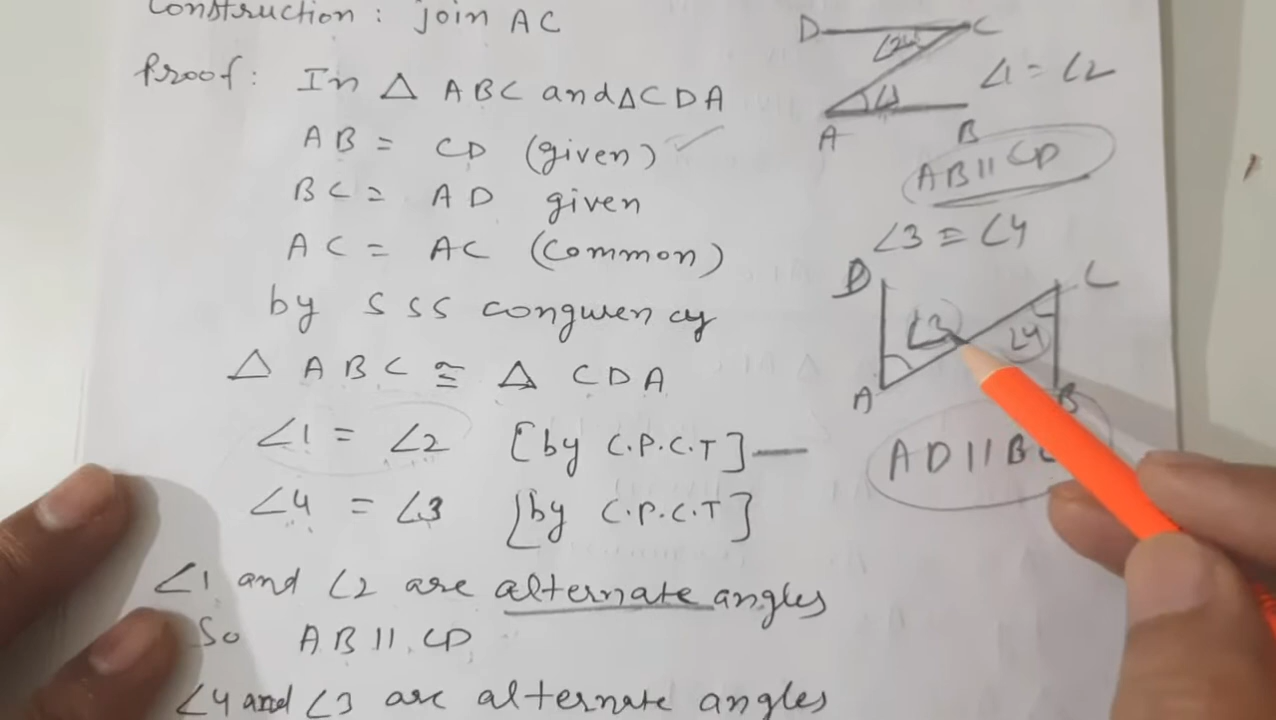 Construction: join AC
Proof: In △ ABC and △CDA
AB = CD (given) ✓
BC = AD given
AC = AC (Common)
by SSS congruency
△ ABC ≅ △ CDA
∠1 = ∠2 [by C.P.C.T]—
∠4 = ∠3 [by C.P.C.T]
∠1 and ∠2 are alternate angles
So AB || CD
∠4 and ∠3 are alternate angles
D C
∠2
∠1 = ∠2
∠1
A B
AB || CD
∠3 = ∠4
D C
∠3 ∠4
A B
AD || BC